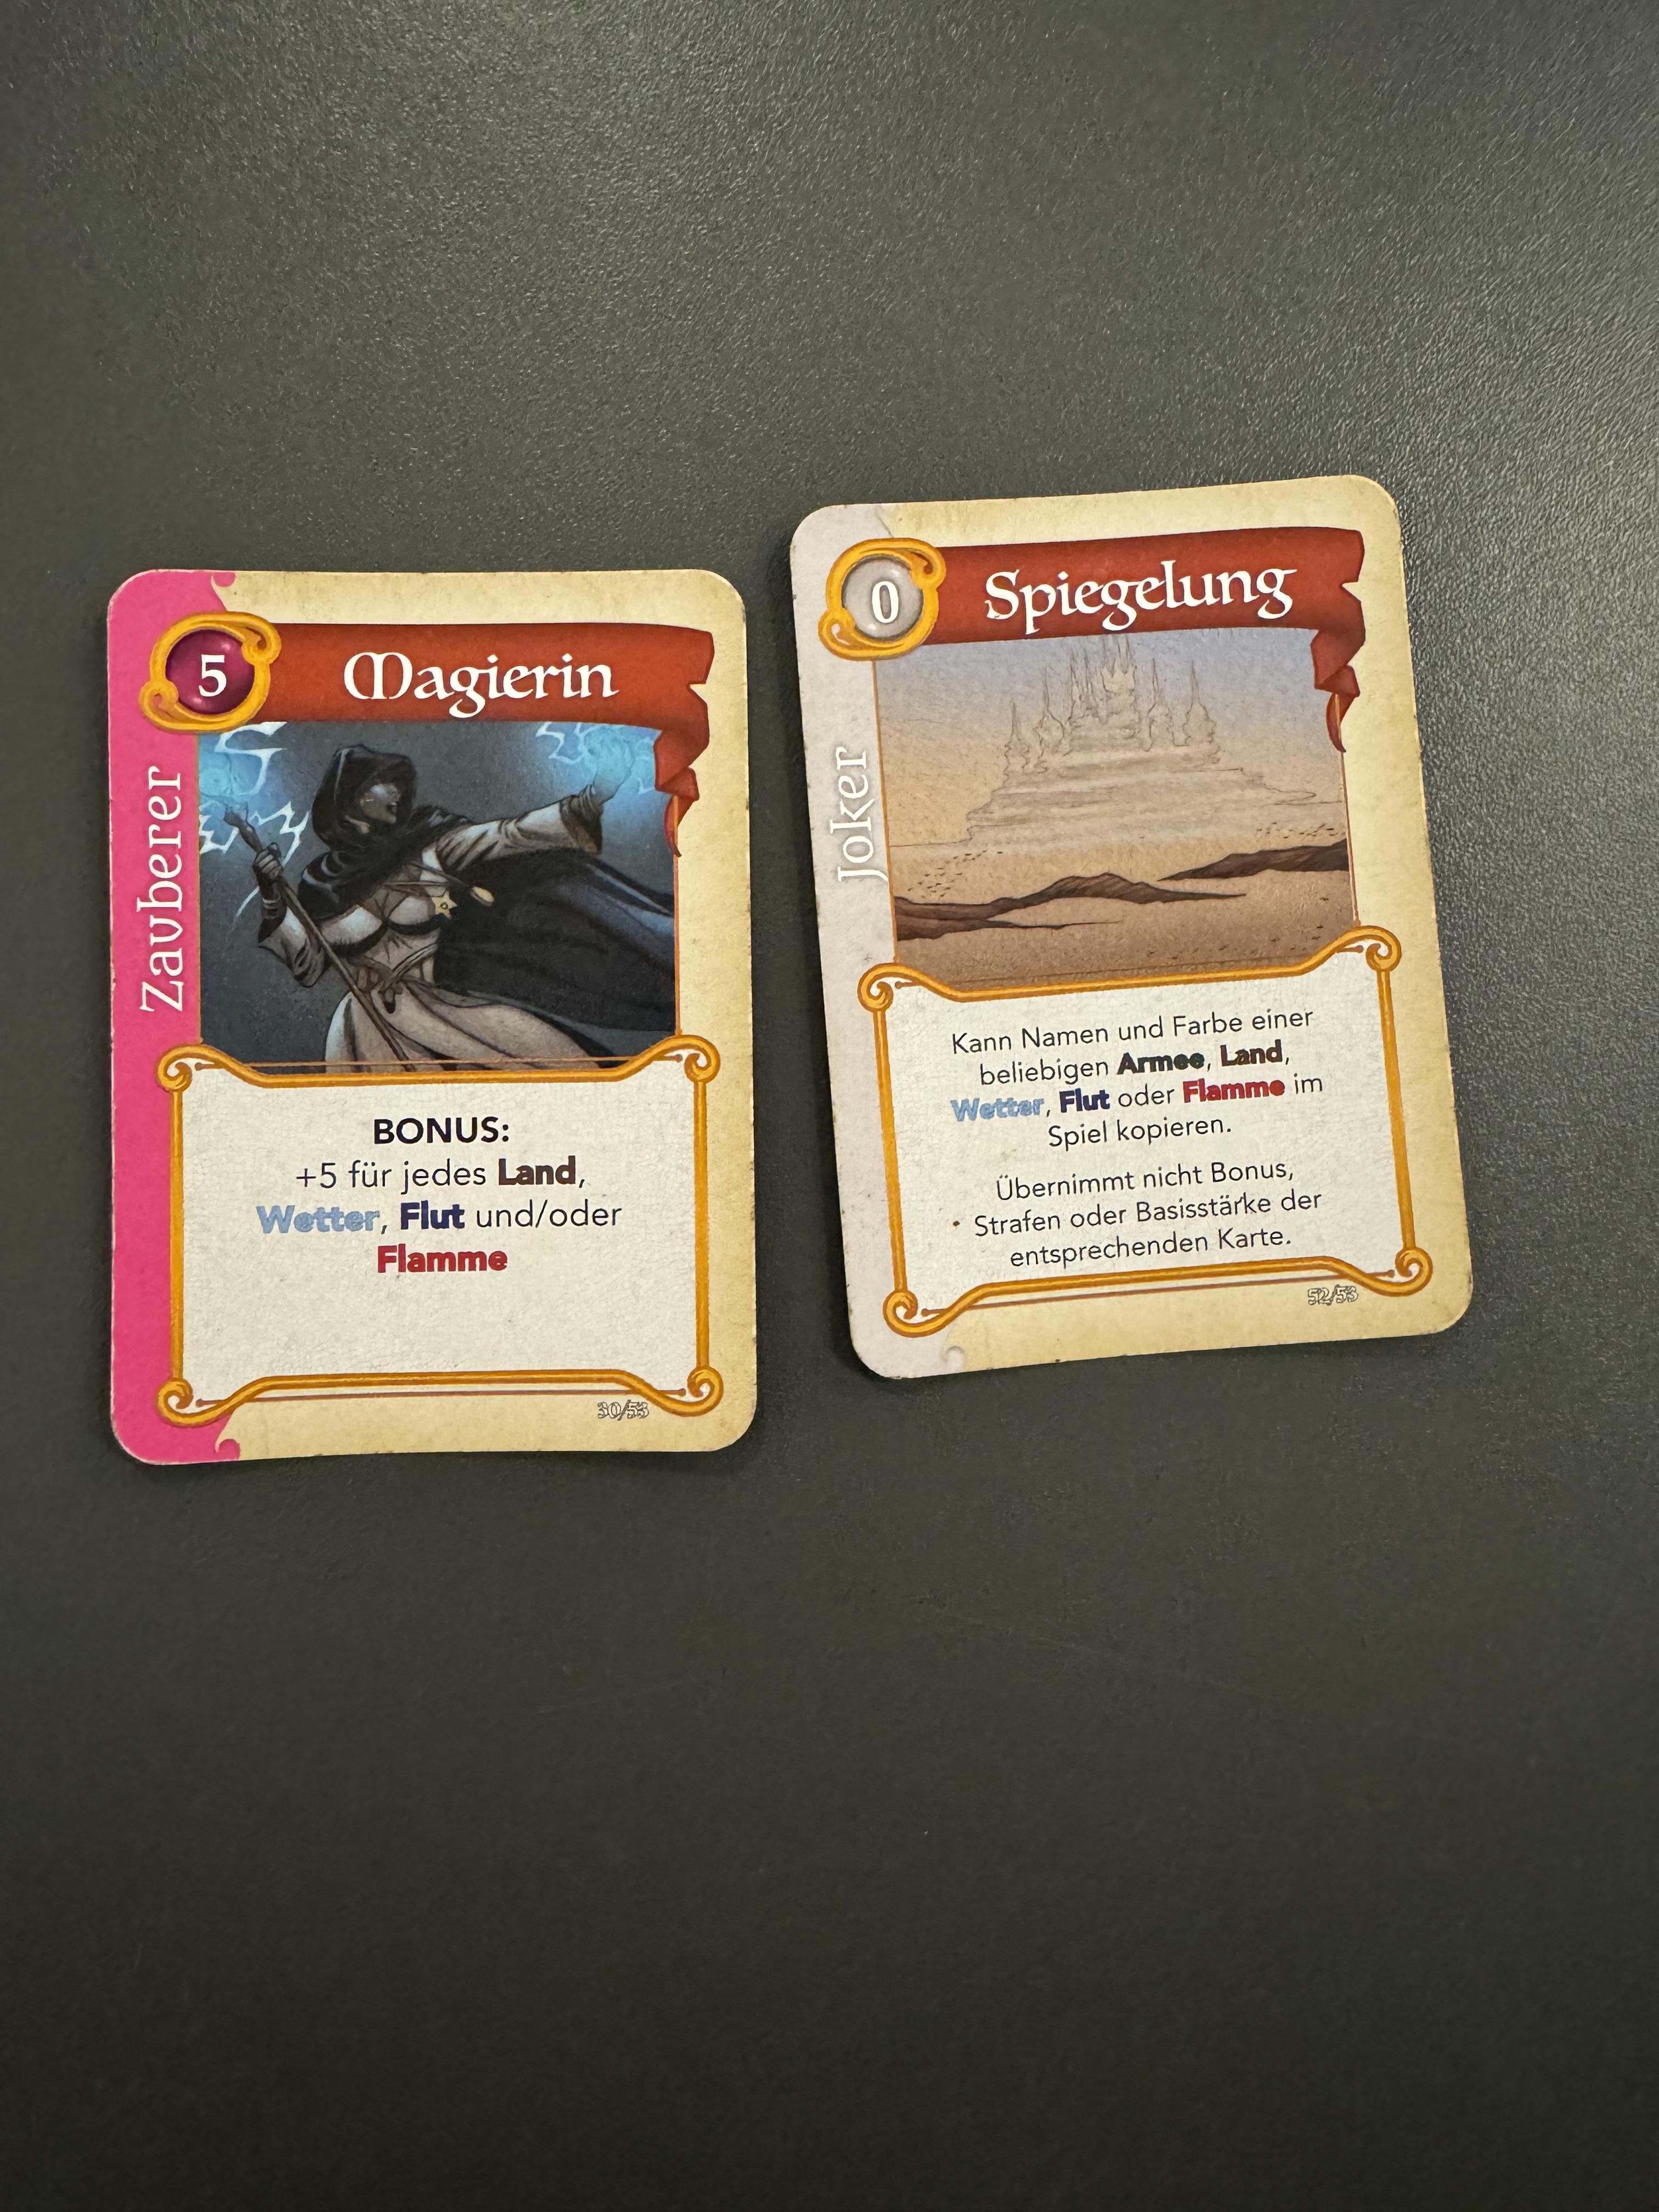 5
Magierin
Zauberer
BONUS:
+5 für jedes Land,
Wetter, Flut und/oder
Flamme
30/53
0
Spiegelung
Joker
Kann Namen und Farbe einer
beliebigen Armee, Land,
Wetter, Flut oder Flamme im
Spiel kopieren.
Übernimmt nicht Bonus,
Strafen oder Basisstärke der
entsprechenden Karte.
52/53